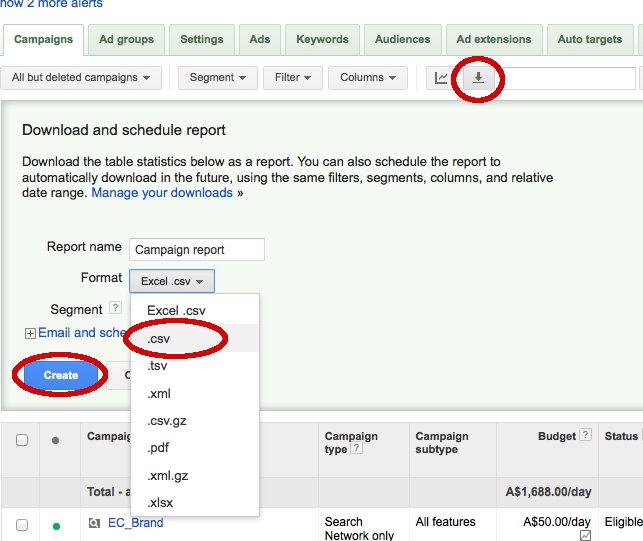 now 2 more alerts
Campaigns Ad groups Settings Ads Keywords Audiences Ad extensions Auto targets
All but deleted campaigns Segment Filter Columns
Download and schedule report
Download the table statistics below as a report. You can also schedule the report to
automatically download in the future, using the same filters, segments, columns, and relative
date range. Manage your downloads »
Report name Campaign report
Format Excel .csv
Segment ?
Excel .csv
Email and sche
.csv
.tsv
Create C
.xml
.csv.gz
.pdf
.xml.gz
.xlsx
Campaig Campaign type ? Campaign subtype Budget ? Status
Total - a A$1,688.00/day
EC_Brand Search Network only All features A$50.00/day Eligible